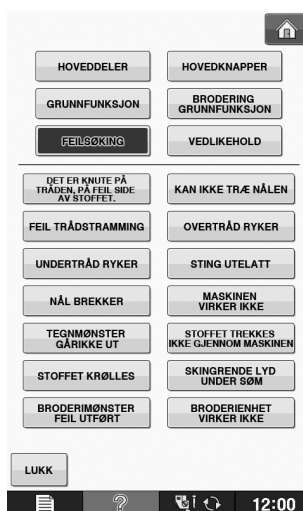 HOVEDDELER
HOVEDKNAPPER
GRUNNFUNKSJON
BRODERING
GRUNNFUNKSJON
FEILSØKING
VEDLIKEHOLD
DET ER KNUTE PÅ
TRÅDEN, PÅ FEIL SIDE
AV STOFFET.
KAN IKKE TRÆ NÅLEN
FEIL TRÅDSTRAMMING
OVERTRÅD RYKER
UNDERTRÅD RYKER
STING UTELATT
NÅL BREKKER
MASKINEN
VIRKER IKKE
TEGNMØNSTER
GÅRIKKE UT
STOFFET TREKKES
IKKE GJENNOM MASKINEN
STOFFET KRØLLES
SKINGRENDE LYD
UNDER SØM
BRODERIMØNSTER
FEIL UTFØRT
BRODERIENHET
VIRKER IKKE
LUKK
12:00